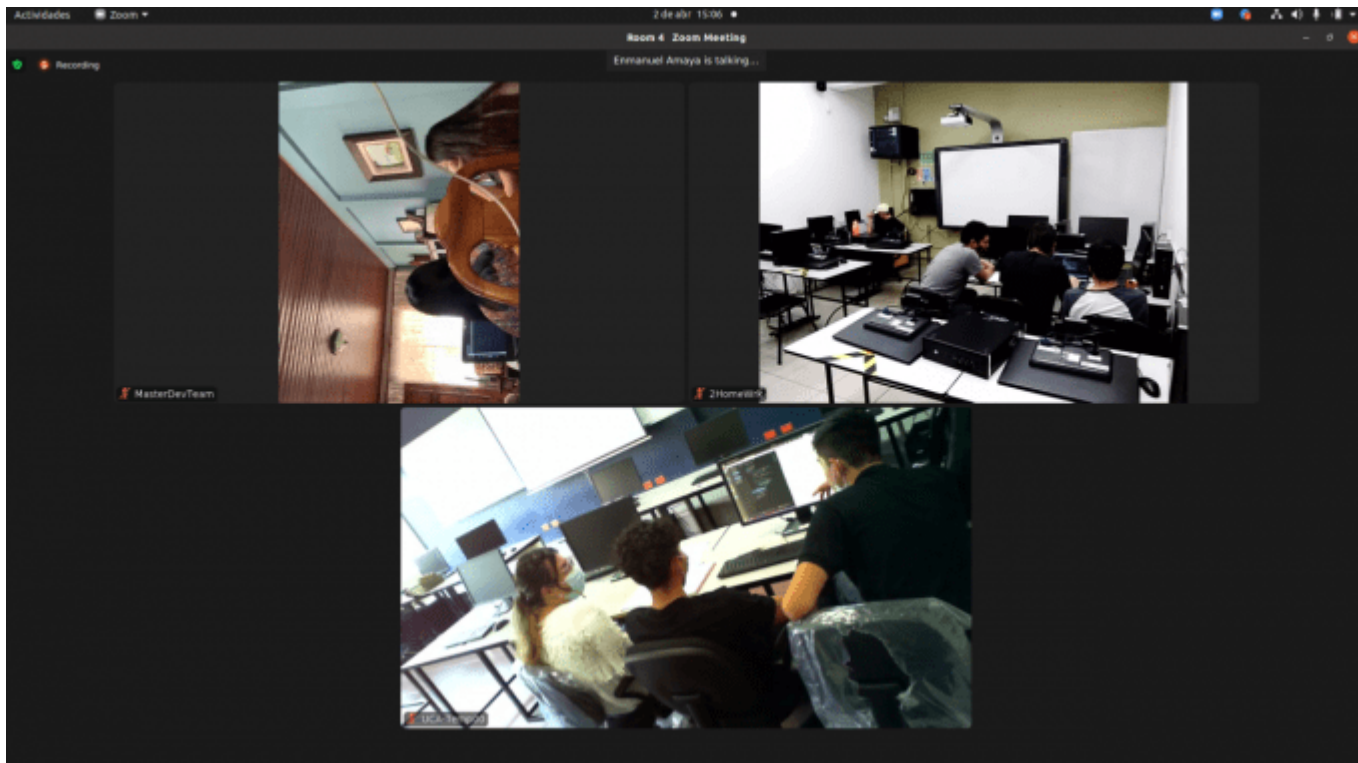 Actividades Zoom 2 de abr 15:06
Room 4 Zoom Meeting
Recording
Enmanuel Amaya is talking...
MasterDevTeam
2HomeWrk